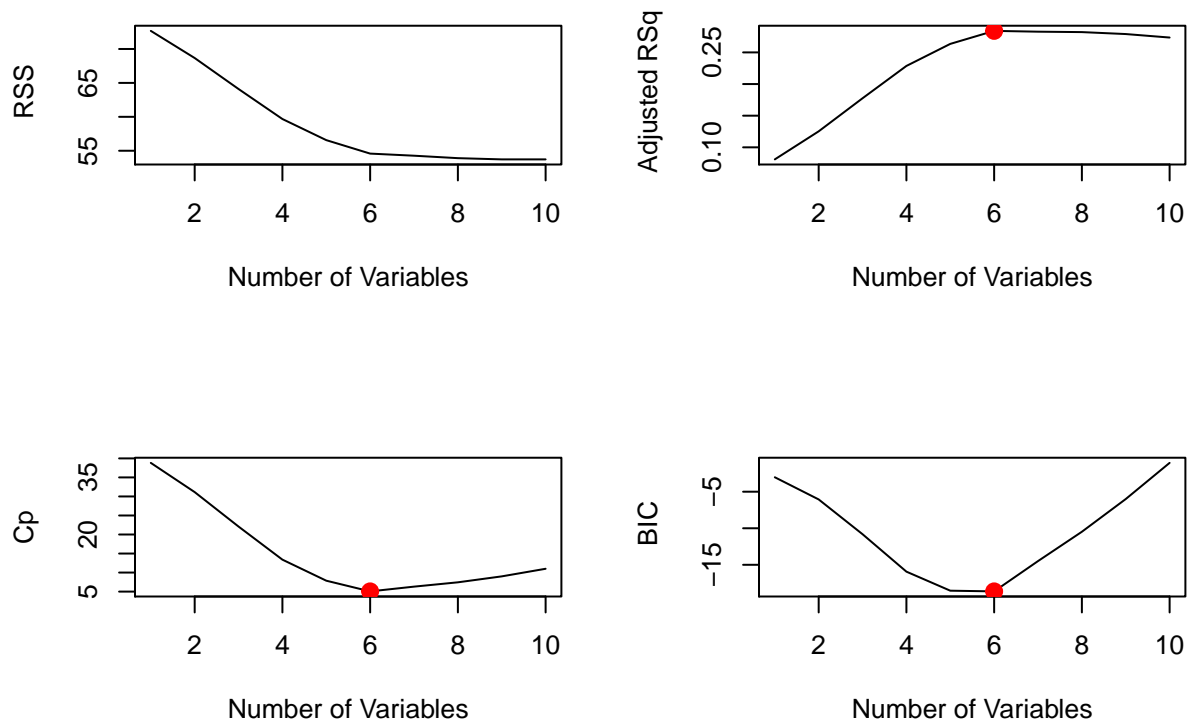 RSS
55
65
2 4 6 8 10
Number of Variables
Adjusted RSq
0.10
0.25
2 4 6 8 10
Number of Variables
Cp
5
20
35
2 4 6 8 10
Number of Variables
BIC
−15
−5
2 4 6 8 10
Number of Variables